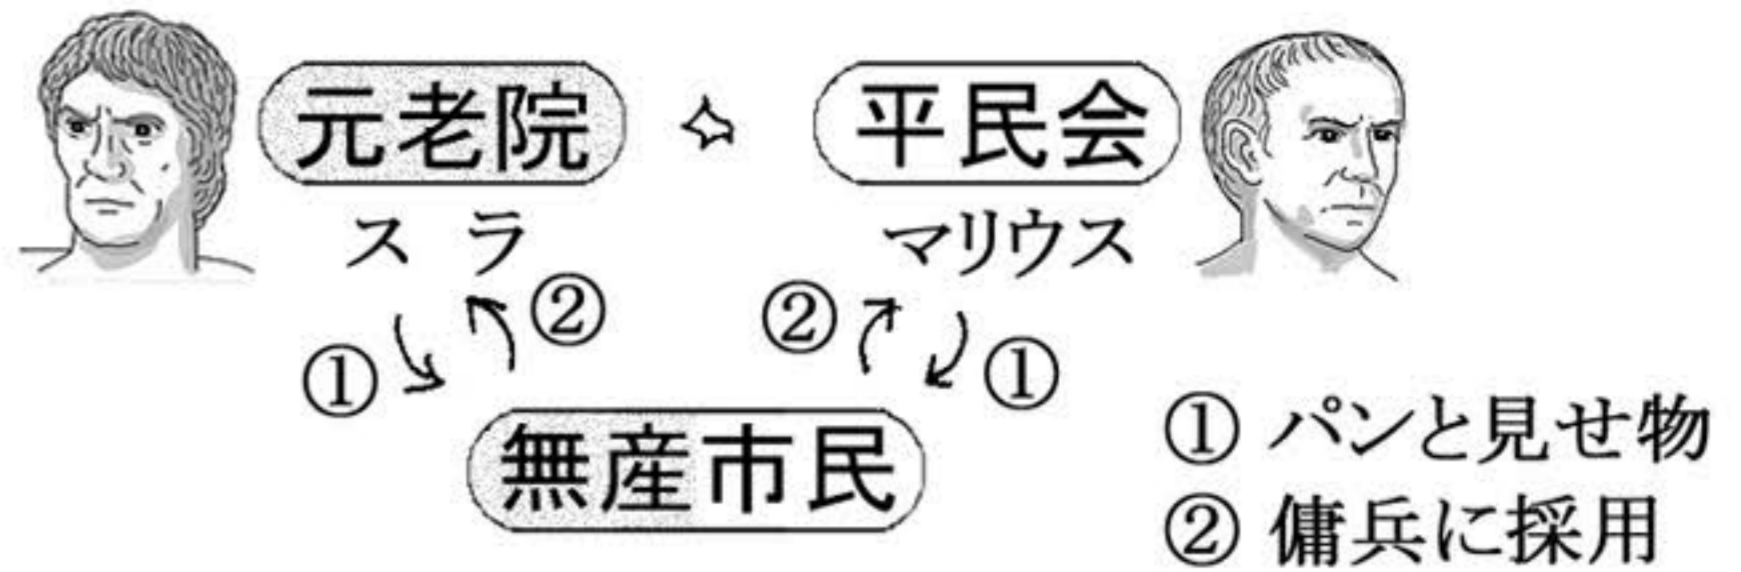 元老院
平民会
スラ
マリウス
②
②
①
①
無産市民
① パンと見せ物
② 傭兵に採用